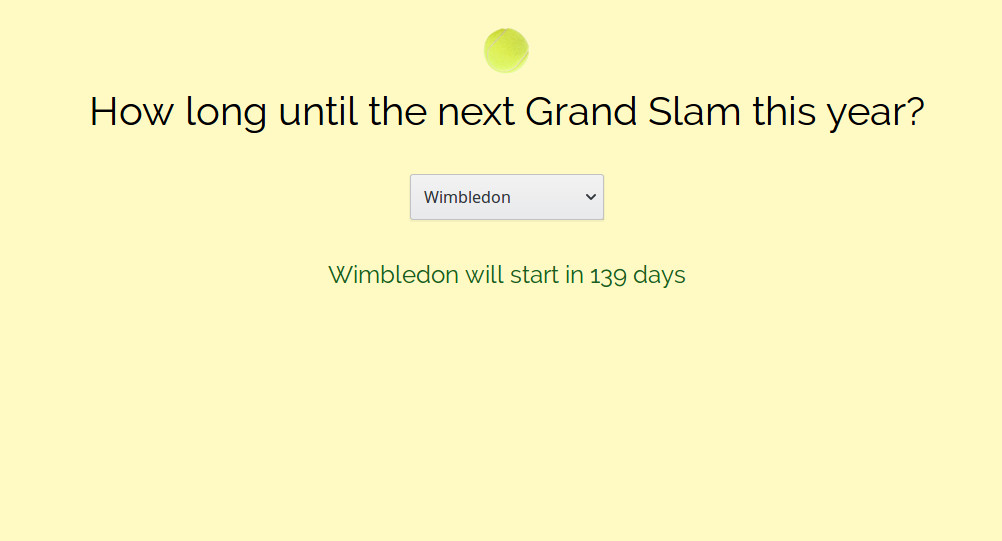 How long until the next Grand Slam this year?
Wimbledon
Wimbledon will start in 139 days